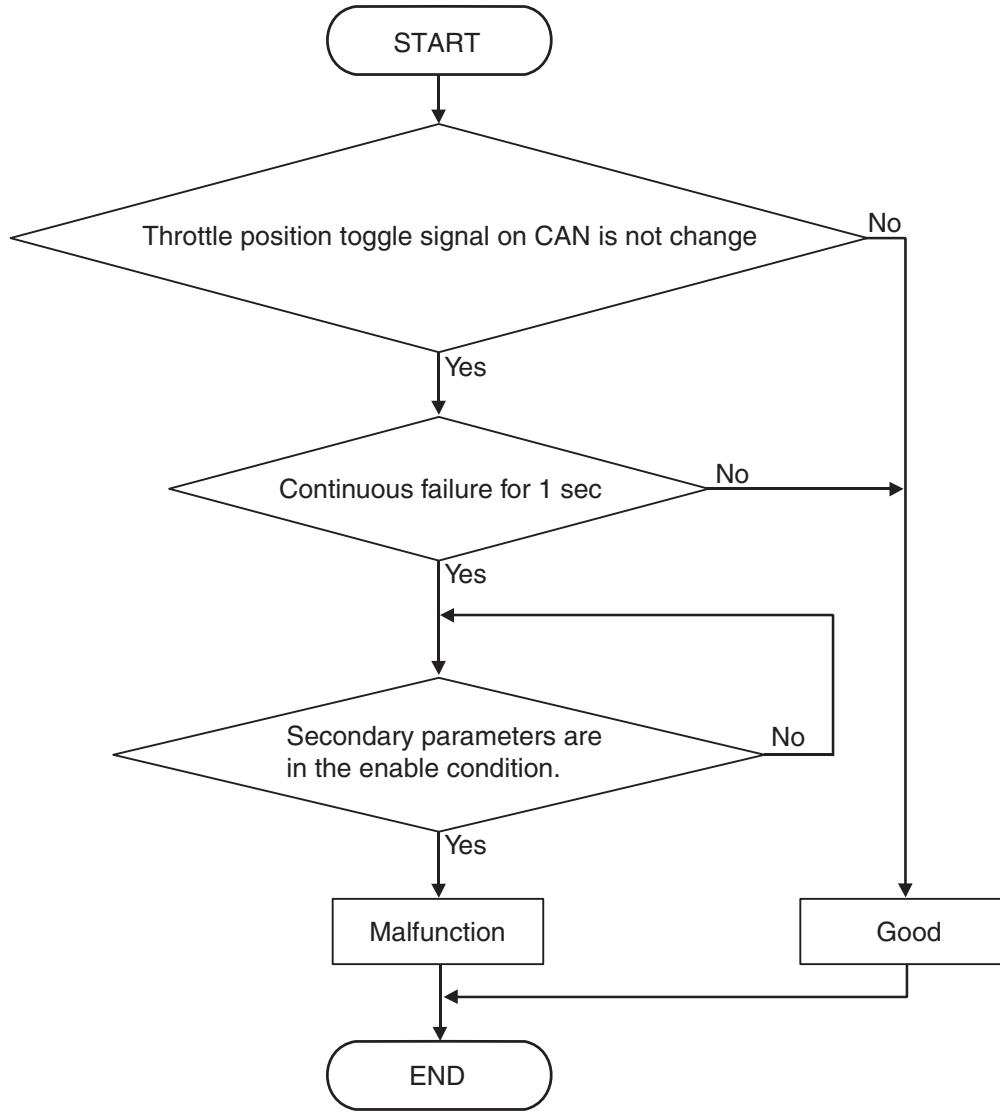 START
Throttle position toggle signal on CAN is not change
No
Yes
Continuous failure for 1 sec
No
Yes
Secondary parameters are
in the enable condition.
No
Yes
Malfunction
Good
END